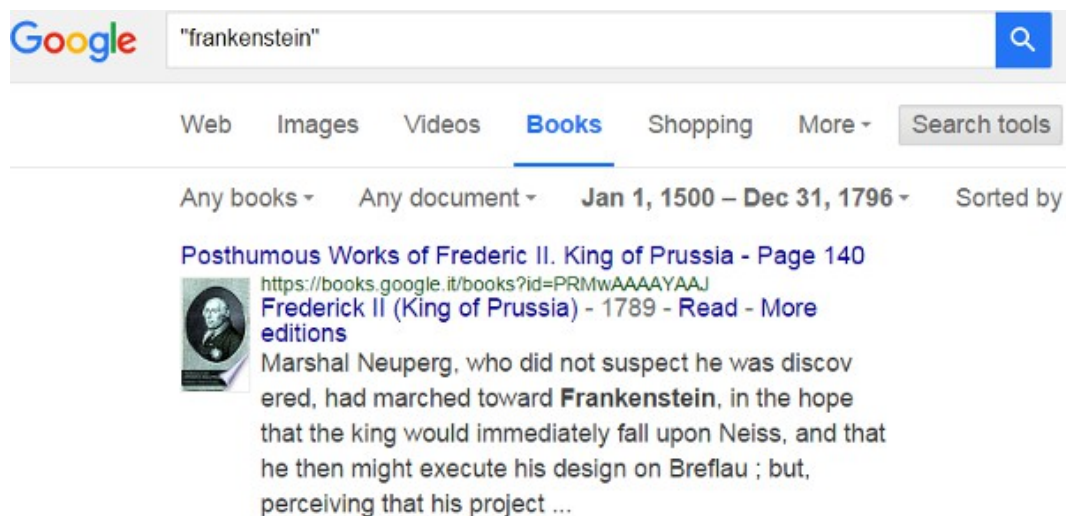 Google "frankenstein"
Web Images Videos Books Shopping More Search tools
Any books Any document Jan 1, 1500 – Dec 31, 1796 Sorted by
Posthumous Works of Frederic II. King of Prussia - Page 140
https://books.google.it/books?id=PRMwAAAAYAAJ
Frederick II (King of Prussia) - 1789 - Read - More
editions
Marshal Neuperg, who did not suspect he was discov
ered, had marched toward Frankenstein, in the hope
that the king would immediately fall upon Neiss, and that
he then might execute his design on Breflau ; but,
perceiving that his project ...